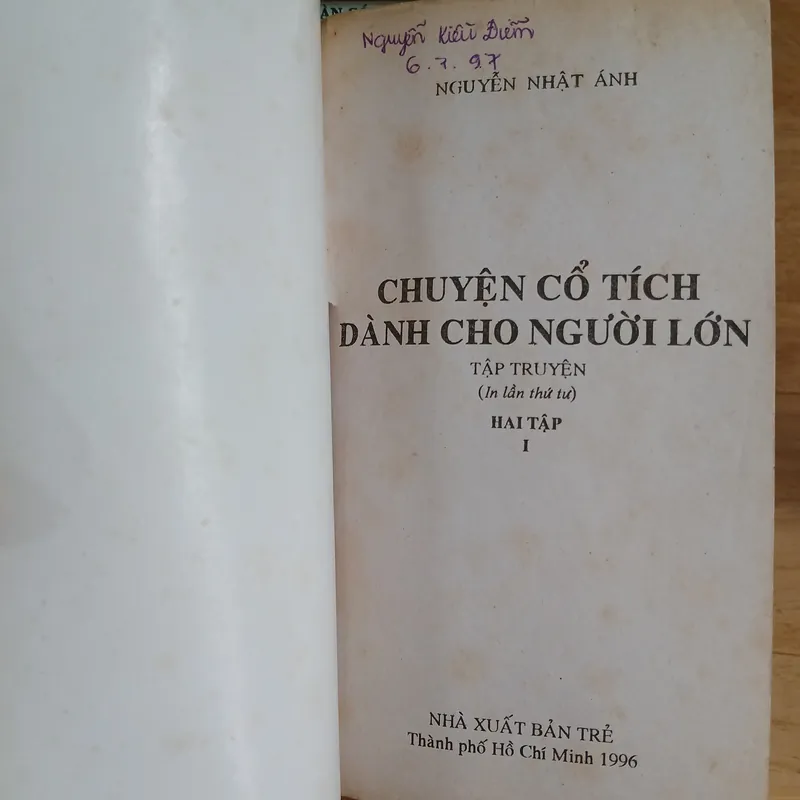 Nguyễn Kiều Diễm
6.7.97
NGUYỄN NHẬT ÁNH
CHUYỆN CỔ TÍCH
DÀNH CHO NGƯỜI LỚN
TẬP TRUYỆN
(In lần thứ tư)
HAI TẬP
I
NHÀ XUẤT BẢN TRẺ
Thành phố Hồ Chí Minh 1996